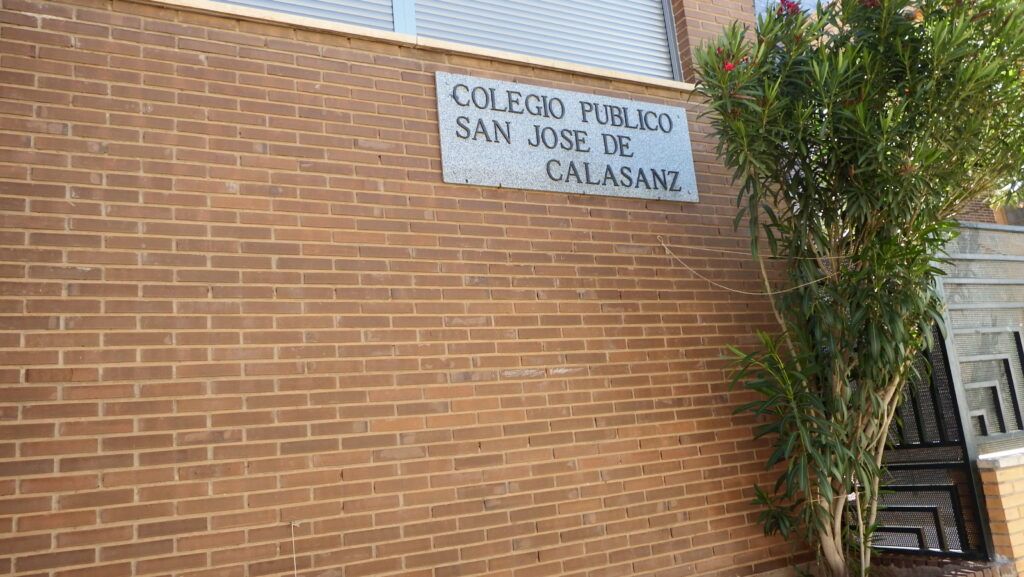 COLEGIO PUBLICO
SAN JOSE DE
CALASANZ